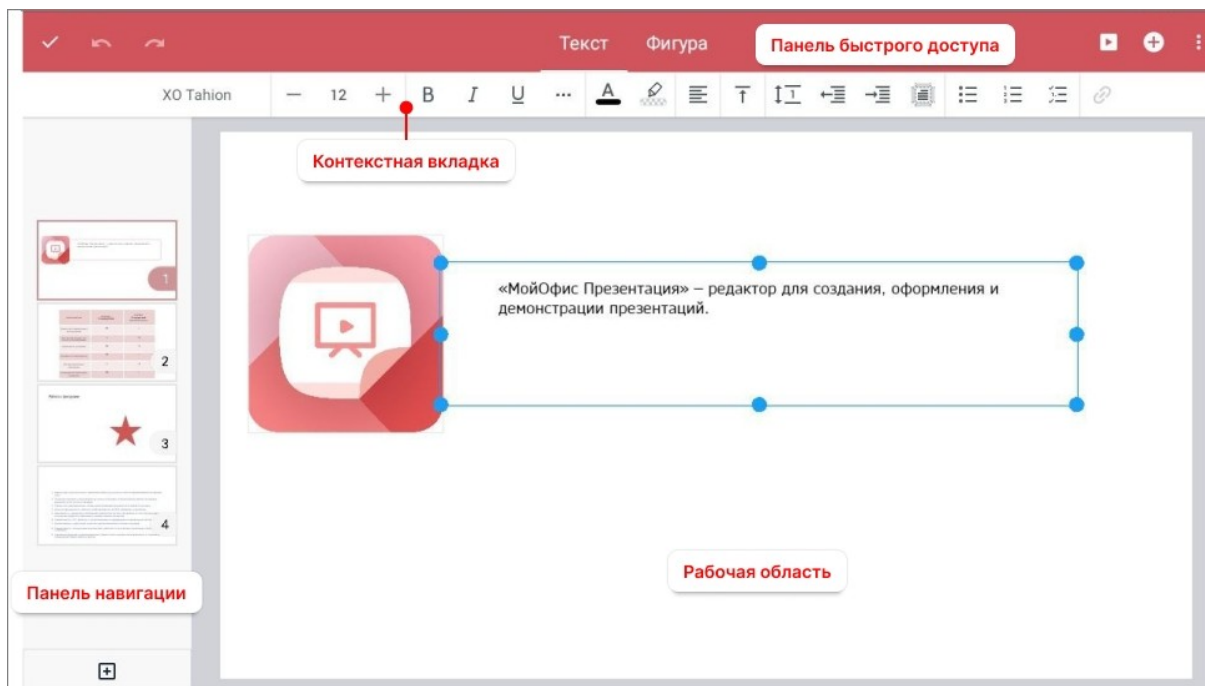 Текст Фигура Панель быстрого доступа
XO Tahion 12 B I U ... A
Контекстная вкладка
1
«МойОфис Презентация» – редактор для создания, оформления и
демонстрации презентаций.
2
3
4
Рабочая область
Панель навигации